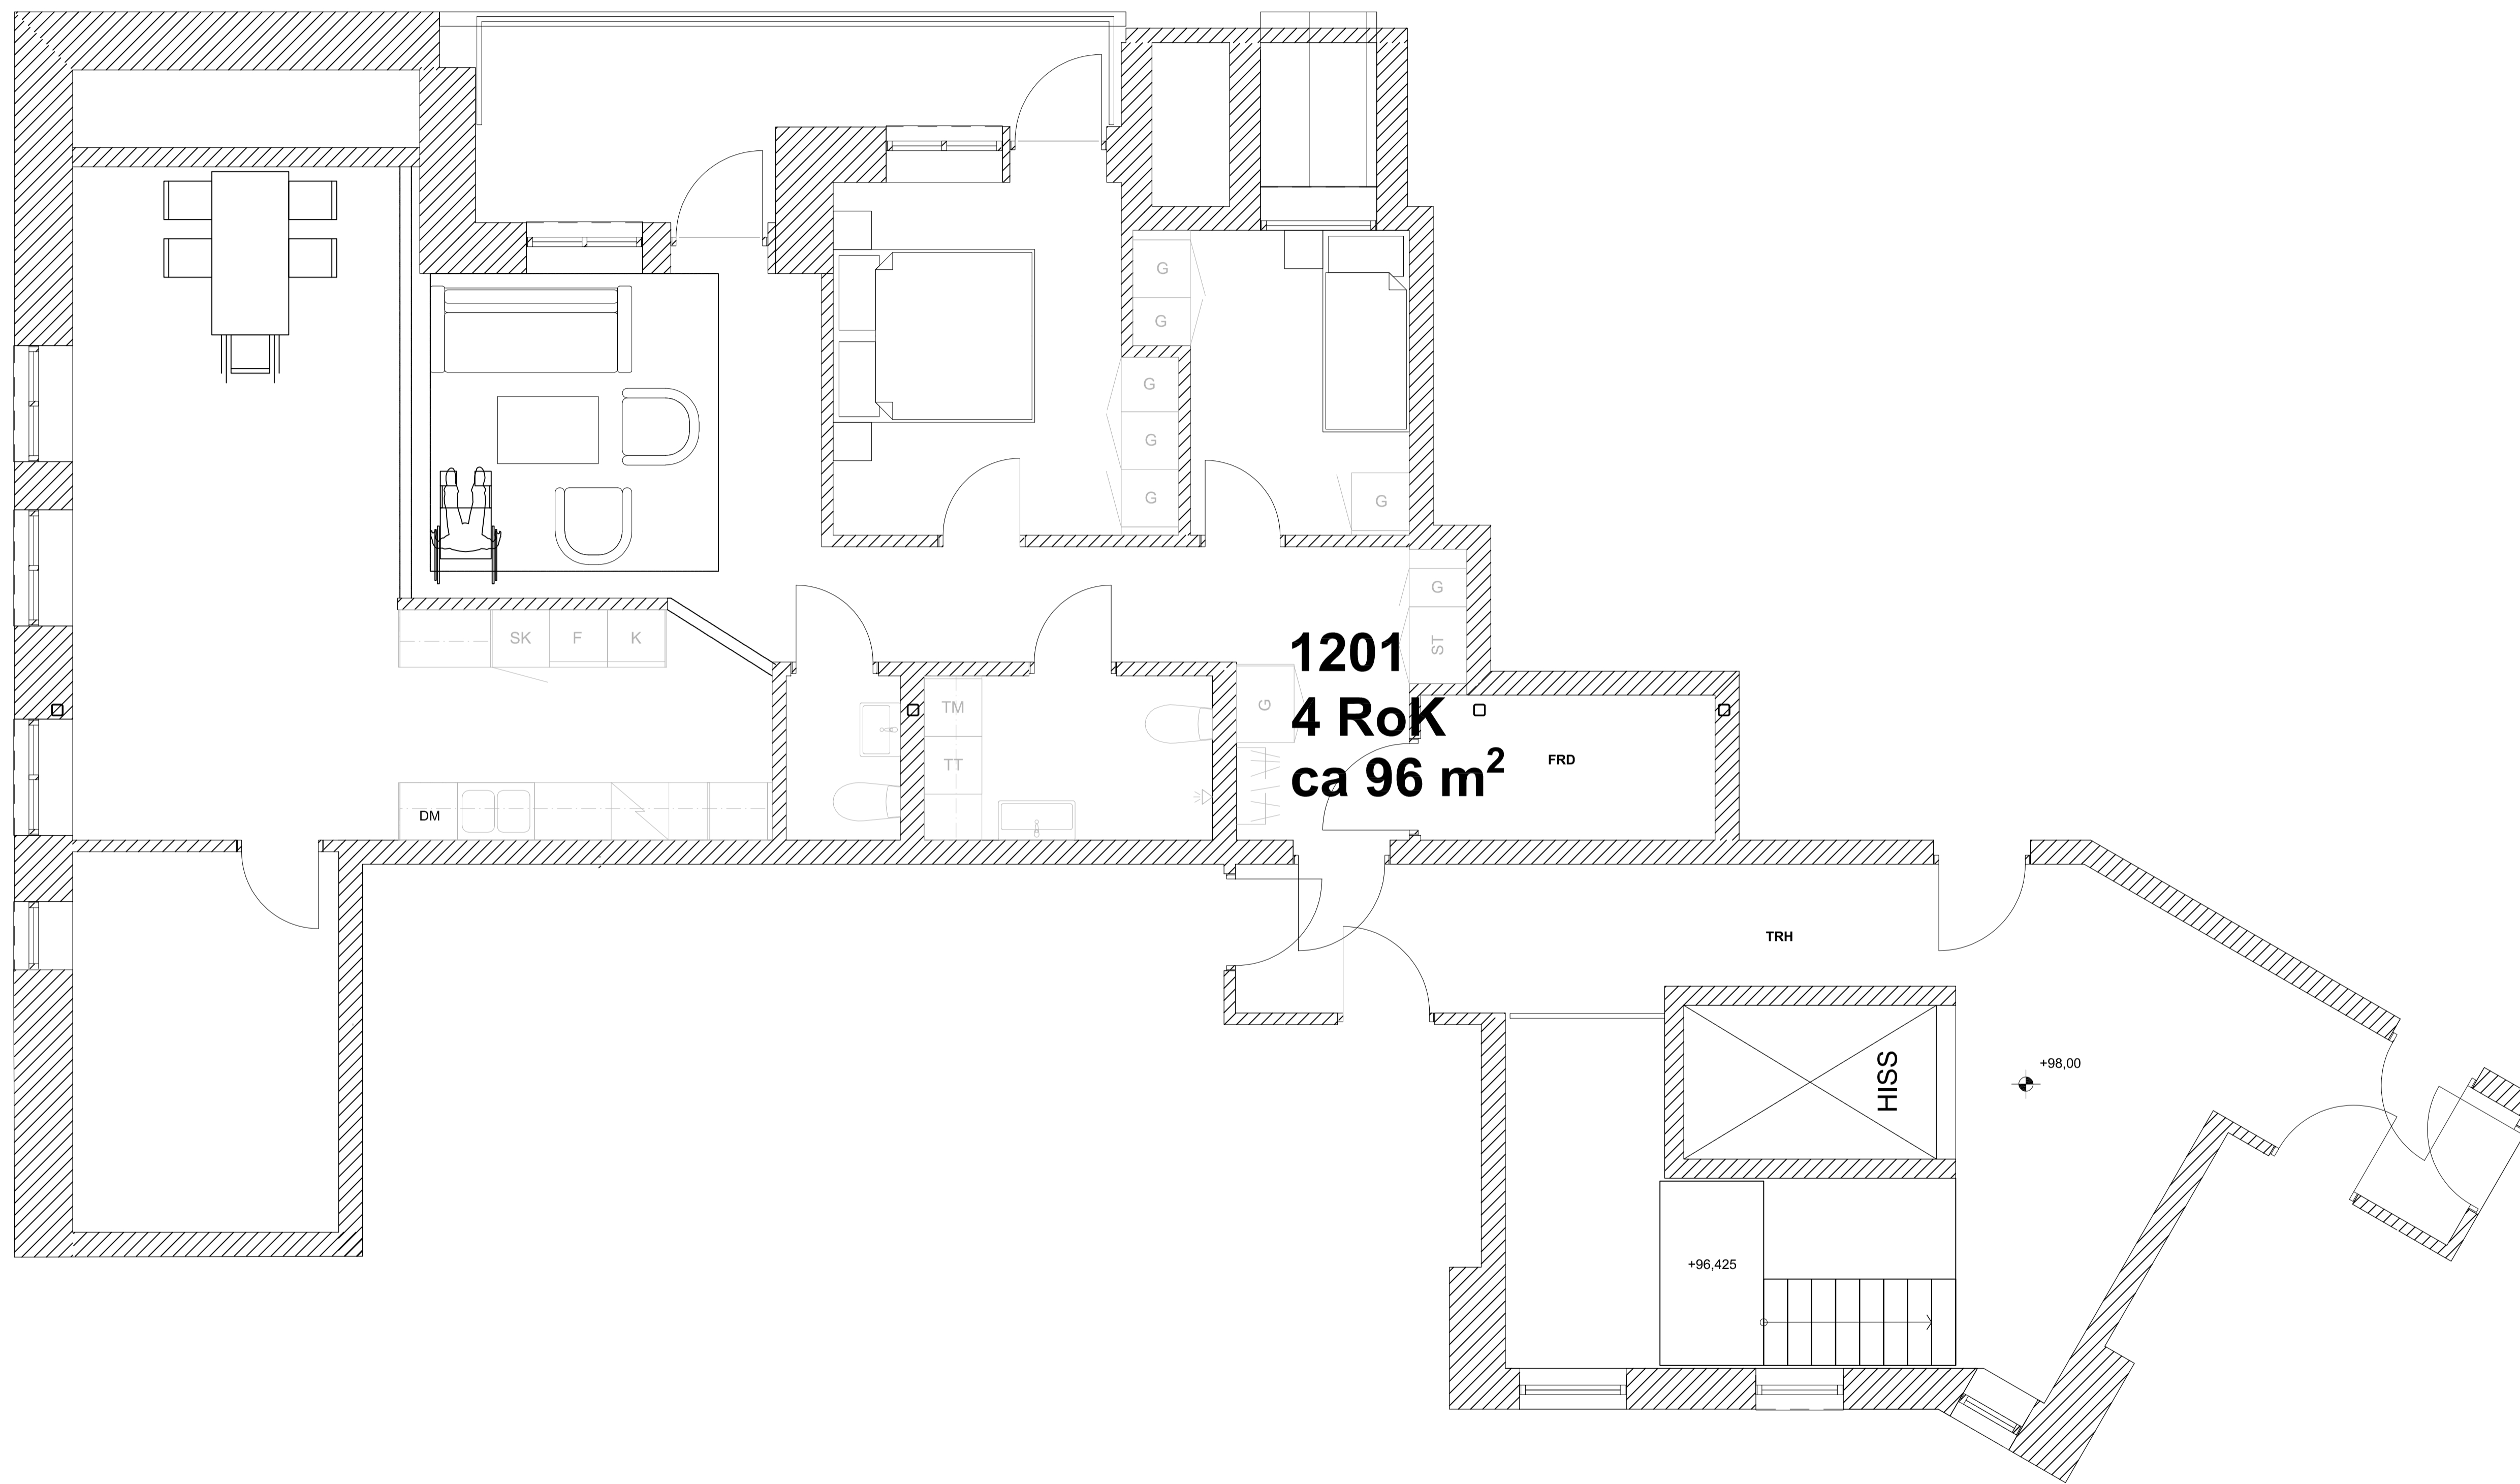 G
G
G
G
G
G
G
ST
SK
F
K
1201
4 RoK
ca 96 m²
G
TM
TT
FRD
DM
TRH
HISS
+98,00
+96,425